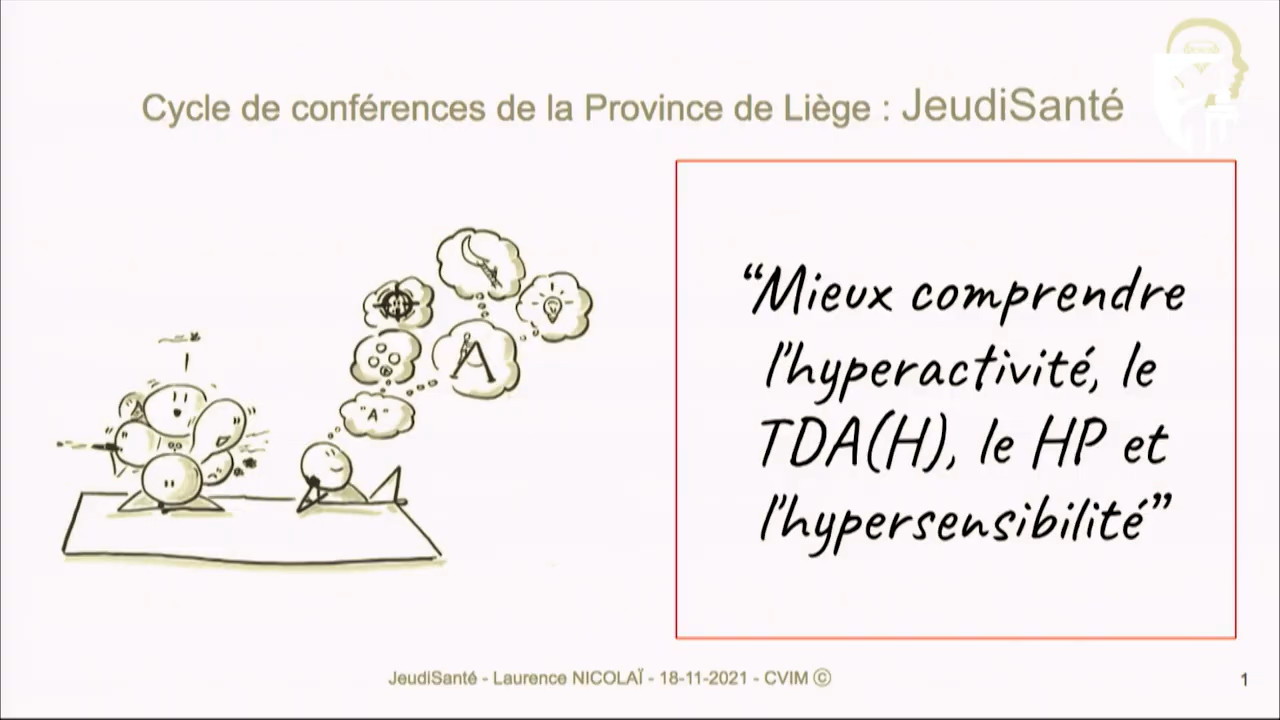 Cycle de conférences de la Province de Liège : JeudiSanté
"A"
A
“Mieux comprendre
l'hyperactivité, le
TDA(H), le HP et
l'hypersensibilité”
JeudiSanté - Laurence NICOLAÏ - 18-11-2021 - CVIM ©
1